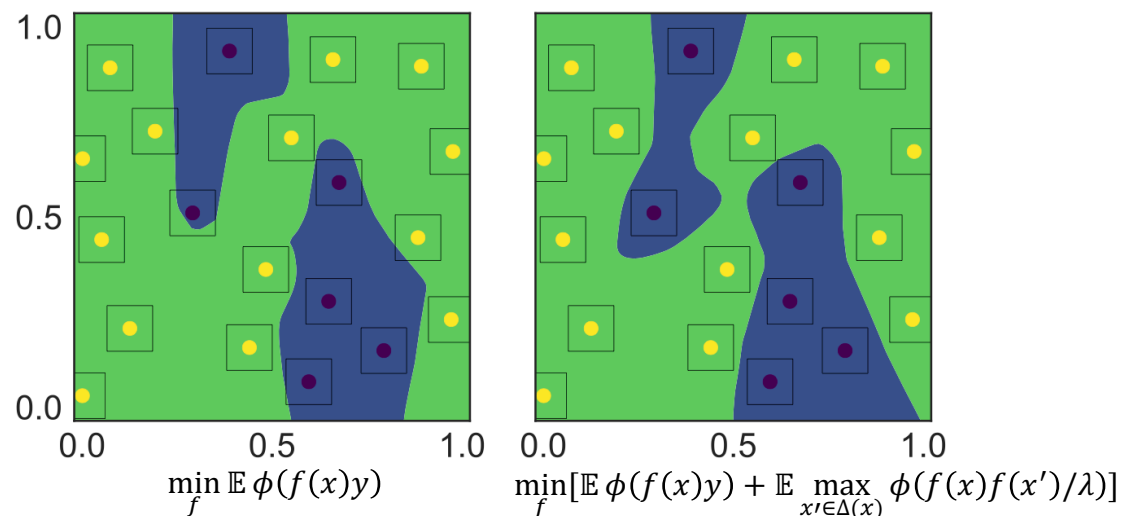 1.0
0.5
0.0
0.0 0.5 1.0 0.0 0.5 1.0
min_f 𝔼 ϕ(f(x)y)
min_f [𝔼 ϕ(f(x)y) + 𝔼 max_{x′∈Δ(x)} ϕ(f(x)f(x′)/λ)]